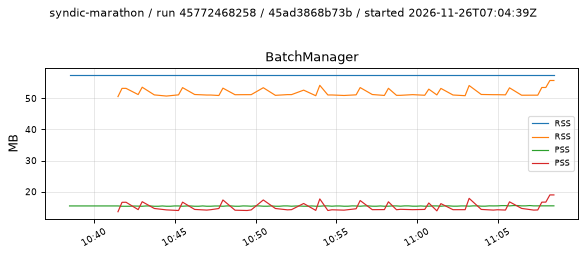 syndic-marathon / run 45772468258 / 45ad3868b73b / started 2026-11-26T07:04:39Z
BatchManager
MB
50
40
30
20
RSS
RSS
PSS
PSS
10:40
10:45
10:50
10:55
11:00
11:05